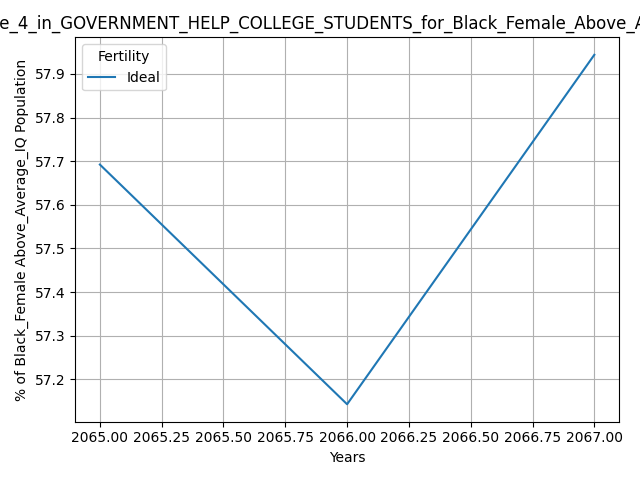 e_4_in_GOVERNMENT_HELP_COLLEGE_STUDENTS_for_Black_Female_Above_A
Fertility
Ideal
% of Black_Female Above_Average_IQ Population
57.9
57.8
57.7
57.6
57.5
57.4
57.3
57.2
2065.00 2065.25 2065.50 2065.75 2066.00 2066.25 2066.50 2066.75 2067.00
Years